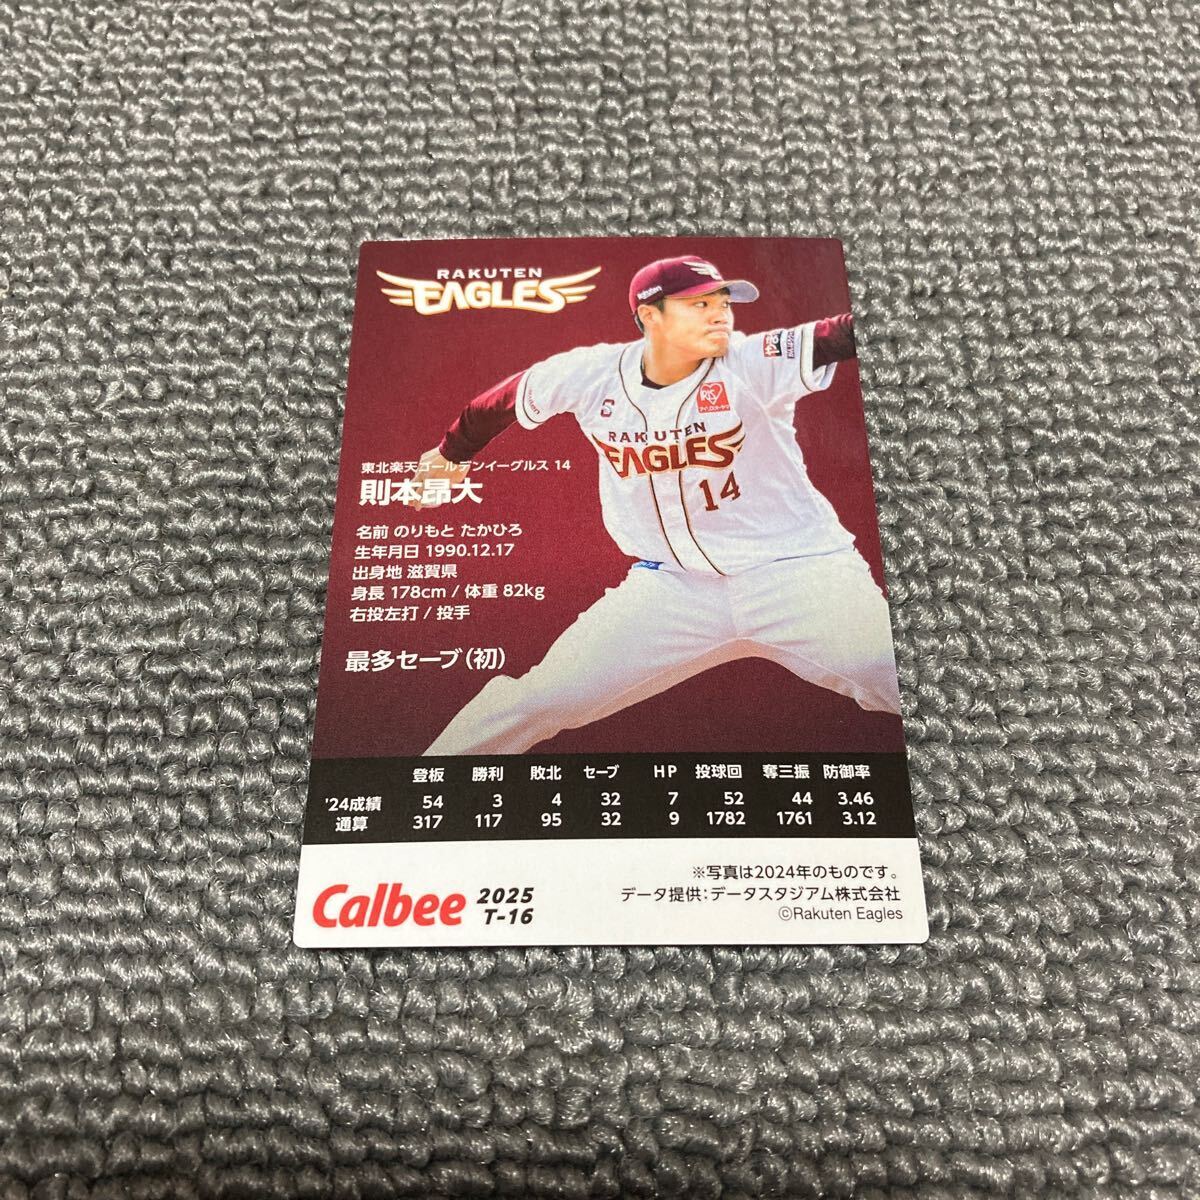 RAKUTEN
EAGLES
Rakuten
RAKUTEN
EAGLES
14
東北楽天ゴールデンイーグルス 14
則本昂大
名前 のりもと たかひろ
生年月日 1990.12.17
出身地 滋賀県
身長 178cm / 体重 82kg
右投左打 / 投手
最多セーブ(初)
登板 勝利 敗北 セーブ HP 投球回 奪三振 防御率
'24成績 54 3 4 32 7 52 44 3.46
通算 317 117 95 32 9 1782 1761 3.12
※写真は2024年のものです。
データ提供:データスタジアム株式会社
©Rakuten Eagles
Calbee 2025
T-16